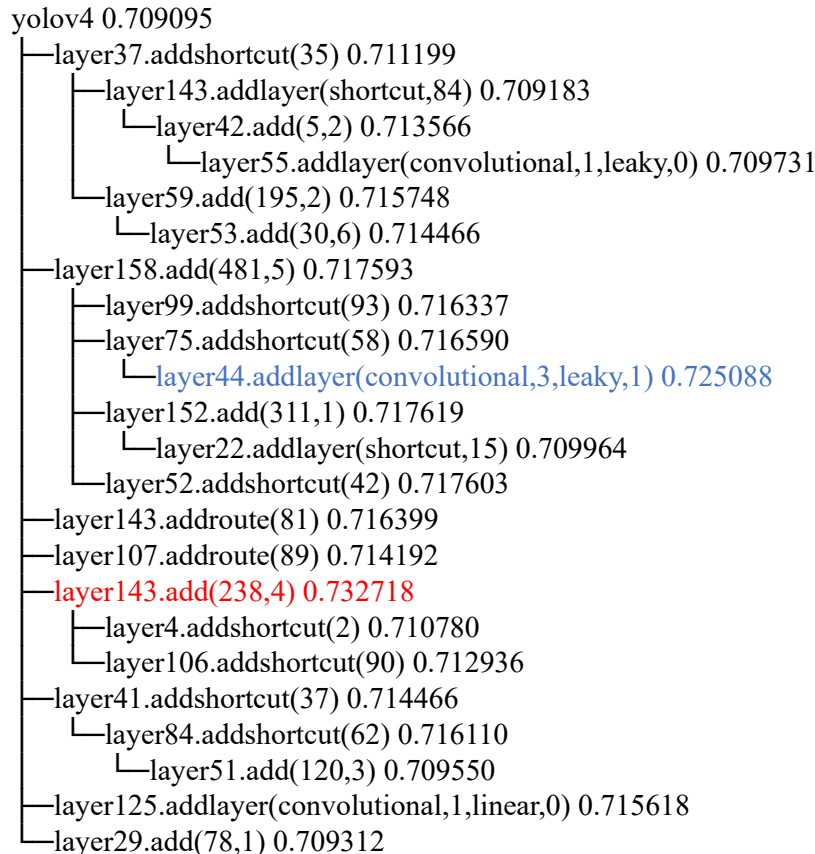 yolov4 0.709095
layer37.addshortcut(35) 0.711199
layer143.addlayer(shortcut,84) 0.709183
layer42.add(5,2) 0.713566
layer55.addlayer(convolutional,1,leaky,0) 0.709731
layer59.add(195,2) 0.715748
layer53.add(30,6) 0.714466
layer158.add(481,5) 0.717593
layer99.addshortcut(93) 0.716337
layer75.addshortcut(58) 0.716590
layer44.addlayer(convolutional,3,leaky,1) 0.725088
layer152.add(311,1) 0.717619
layer22.addlayer(shortcut,15) 0.709964
layer52.addshortcut(42) 0.717603
layer143.addroute(81) 0.716399
layer107.addroute(89) 0.714192
layer143.add(238,4) 0.732718
layer4.addshortcut(2) 0.710780
layer106.addshortcut(90) 0.712936
layer41.addshortcut(37) 0.714466
layer84.addshortcut(62) 0.716110
layer51.add(120,3) 0.709550
layer125.addlayer(convolutional,1,linear,0) 0.715618
layer29.add(78,1) 0.709312